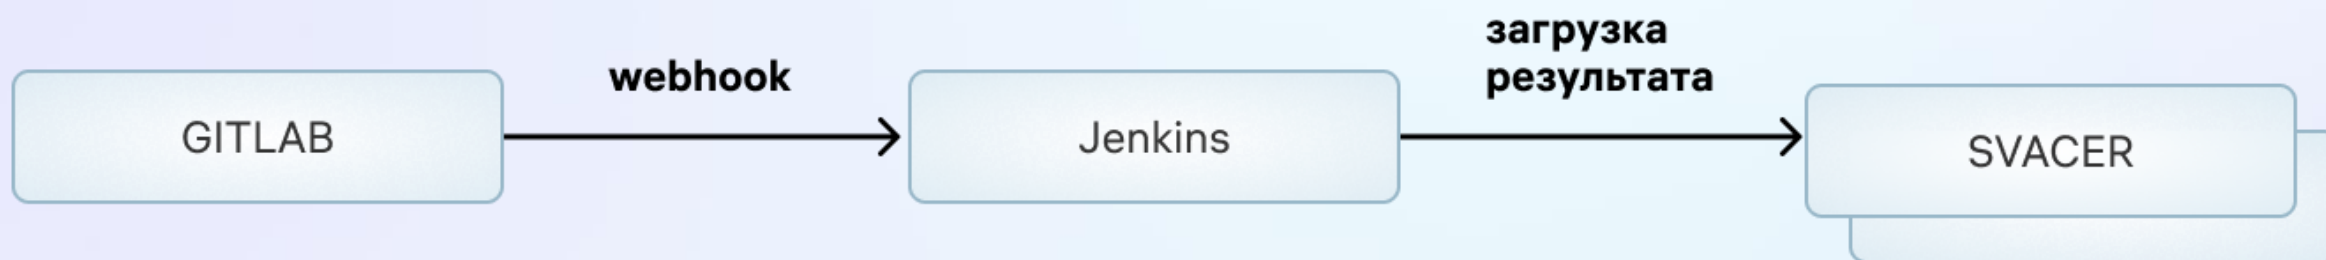 GITLAB
webhook
Jenkins
загрузка
результата
SVACER